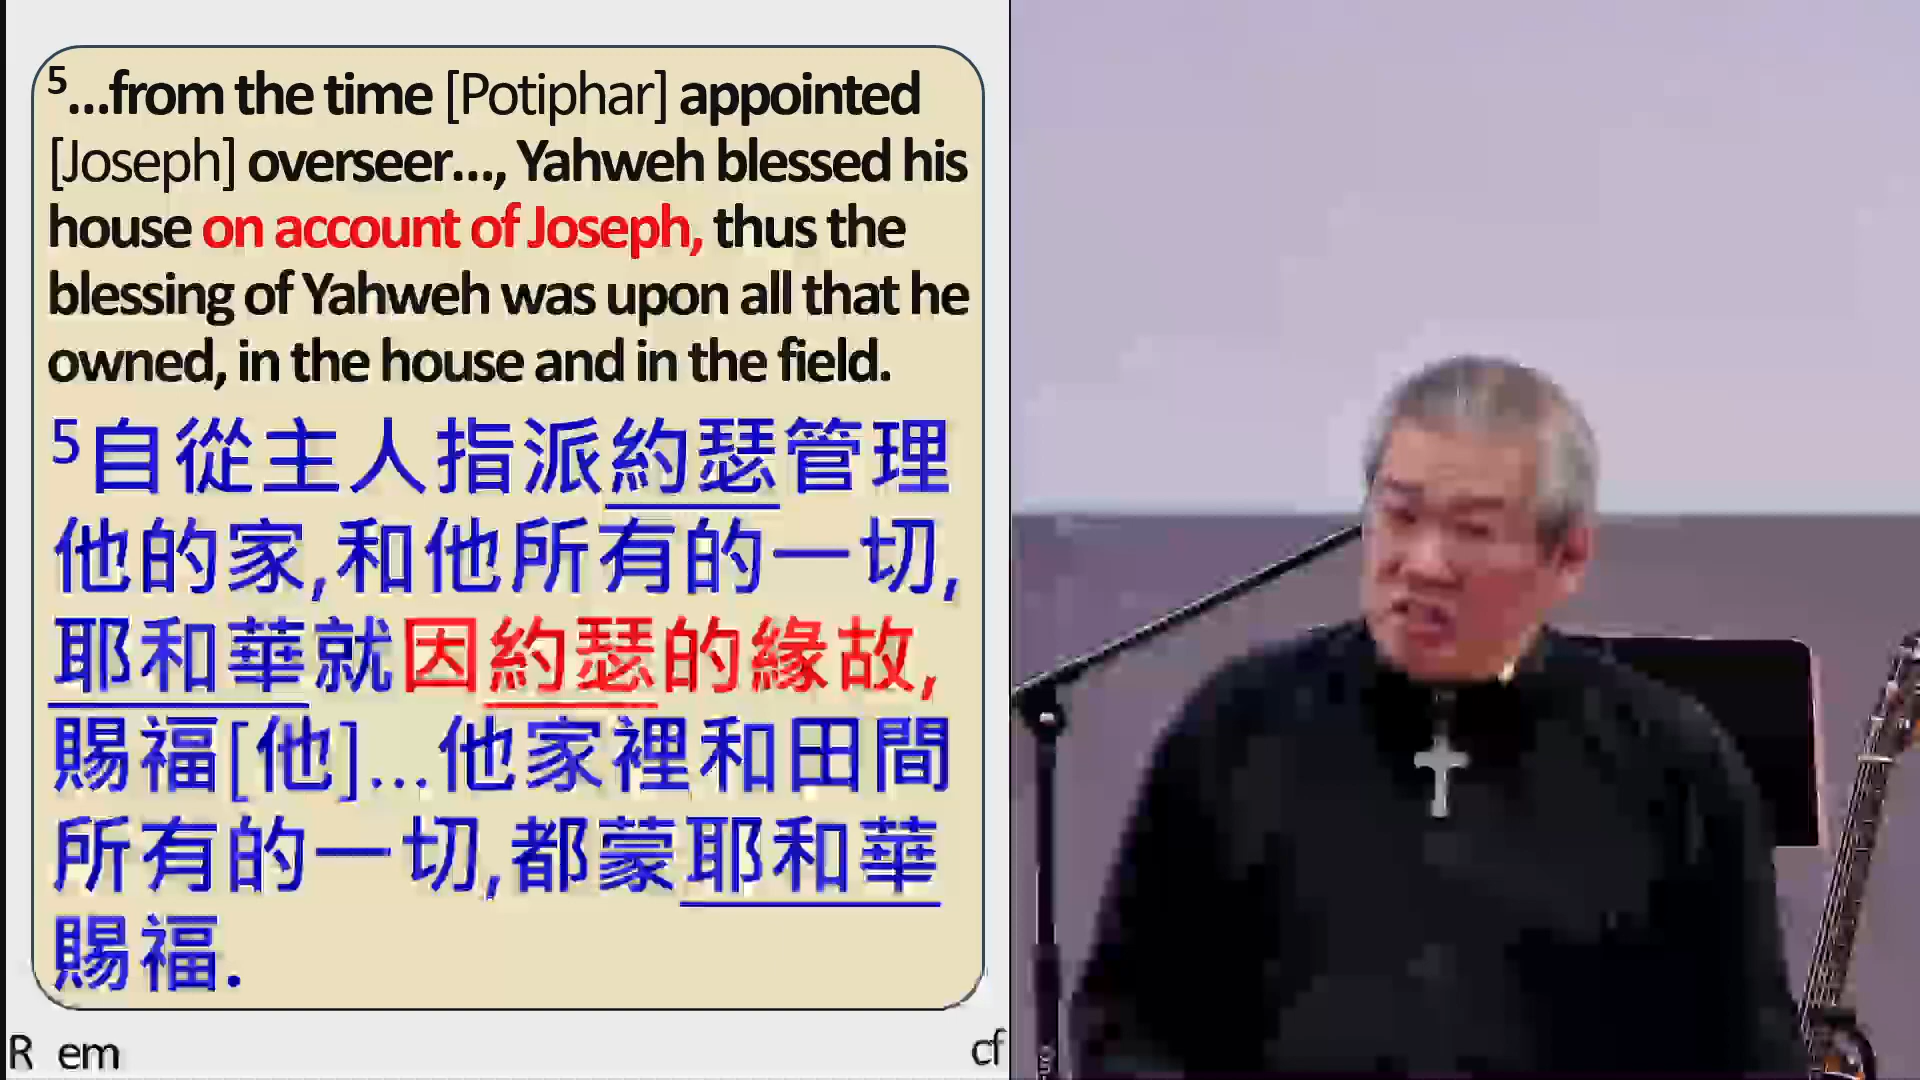 5...from the time [Potiphar] appointed
[Joseph] overseer..., Yahweh blessed his
house on account of Joseph, thus the
blessing of Yahweh was upon all that he
owned, in the house and in the field.
5自從主人指派約瑟管理
他的家,和他所有的一切,
耶和華就因約瑟的緣故,
賜福[他]...他家裡和田間
所有的一切,都蒙耶和華
賜福.
R em cf